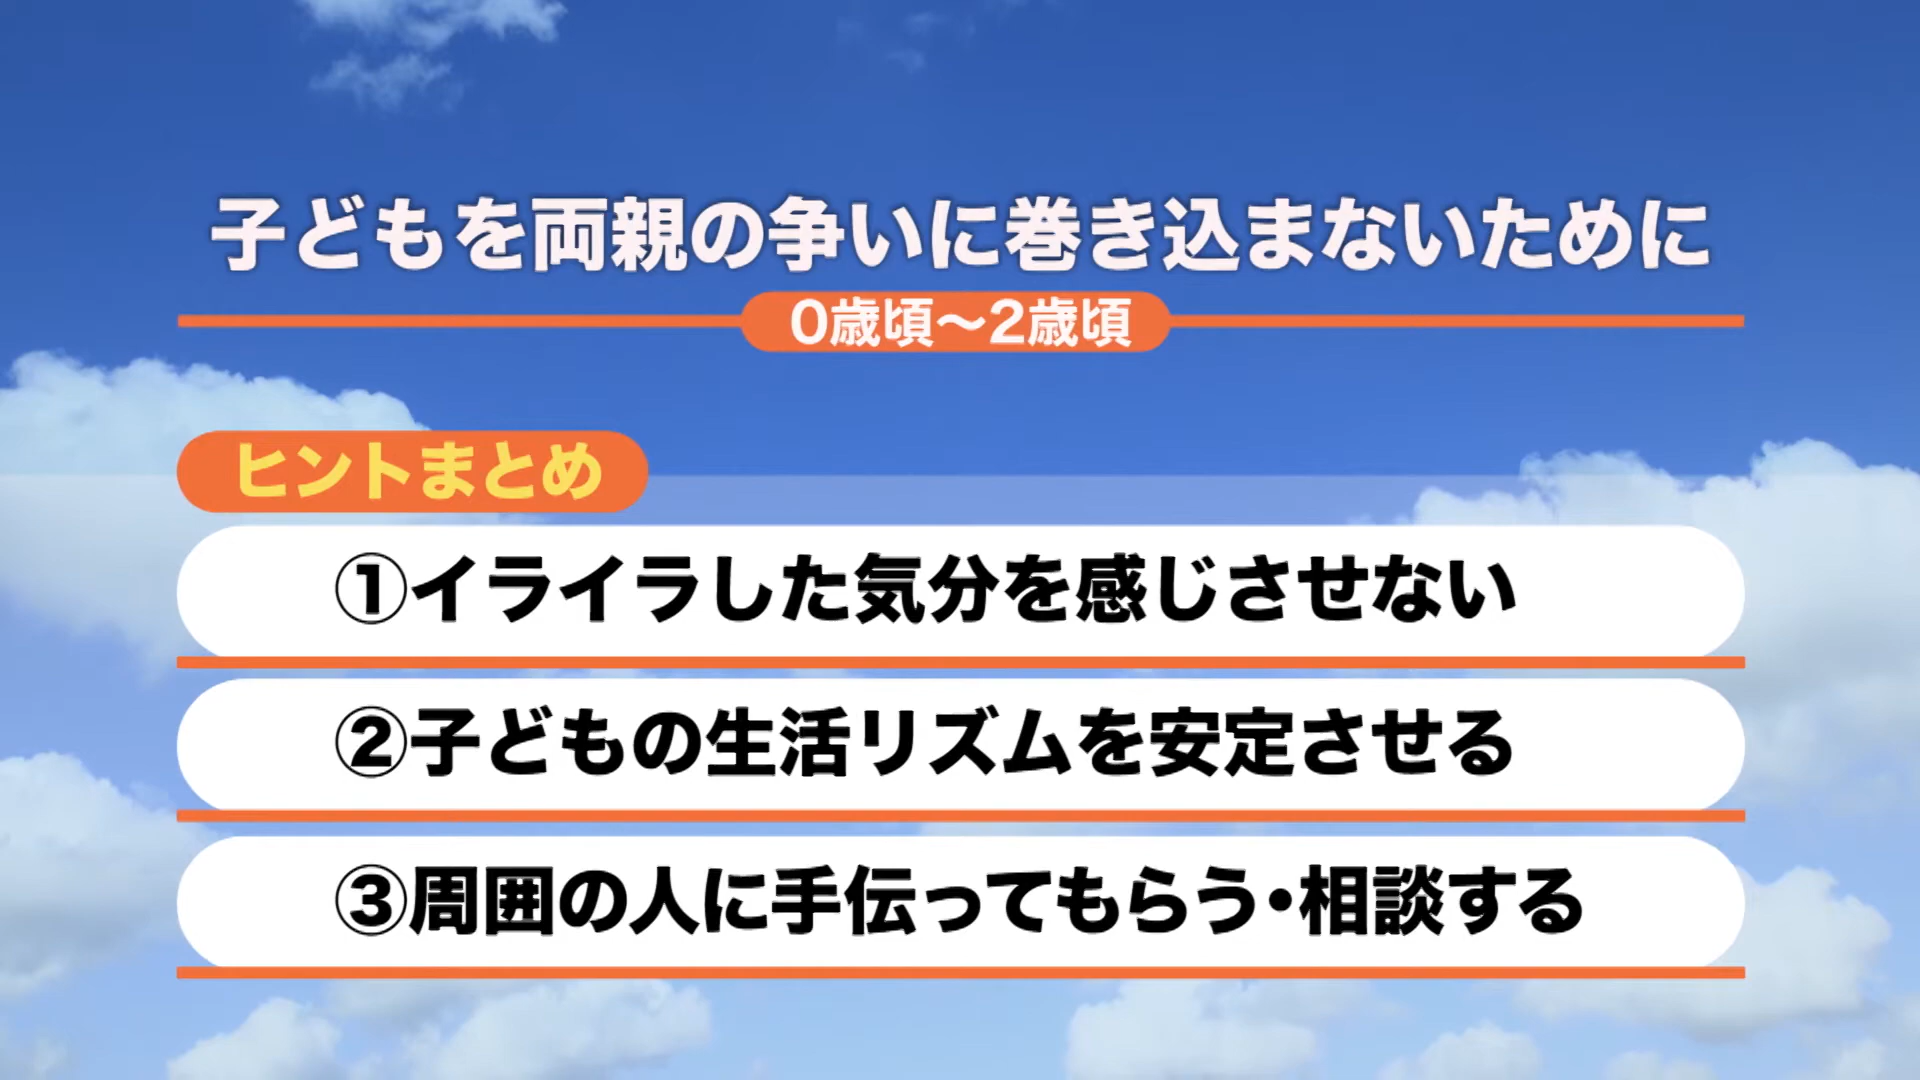 子どもを両親の争いに巻き込まないために
0歳頃～2歳頃
ヒントまとめ
①イライラした気分を感じさせない
②子どもの生活リズムを安定させる
③周囲の人に手伝ってもらう・相談する